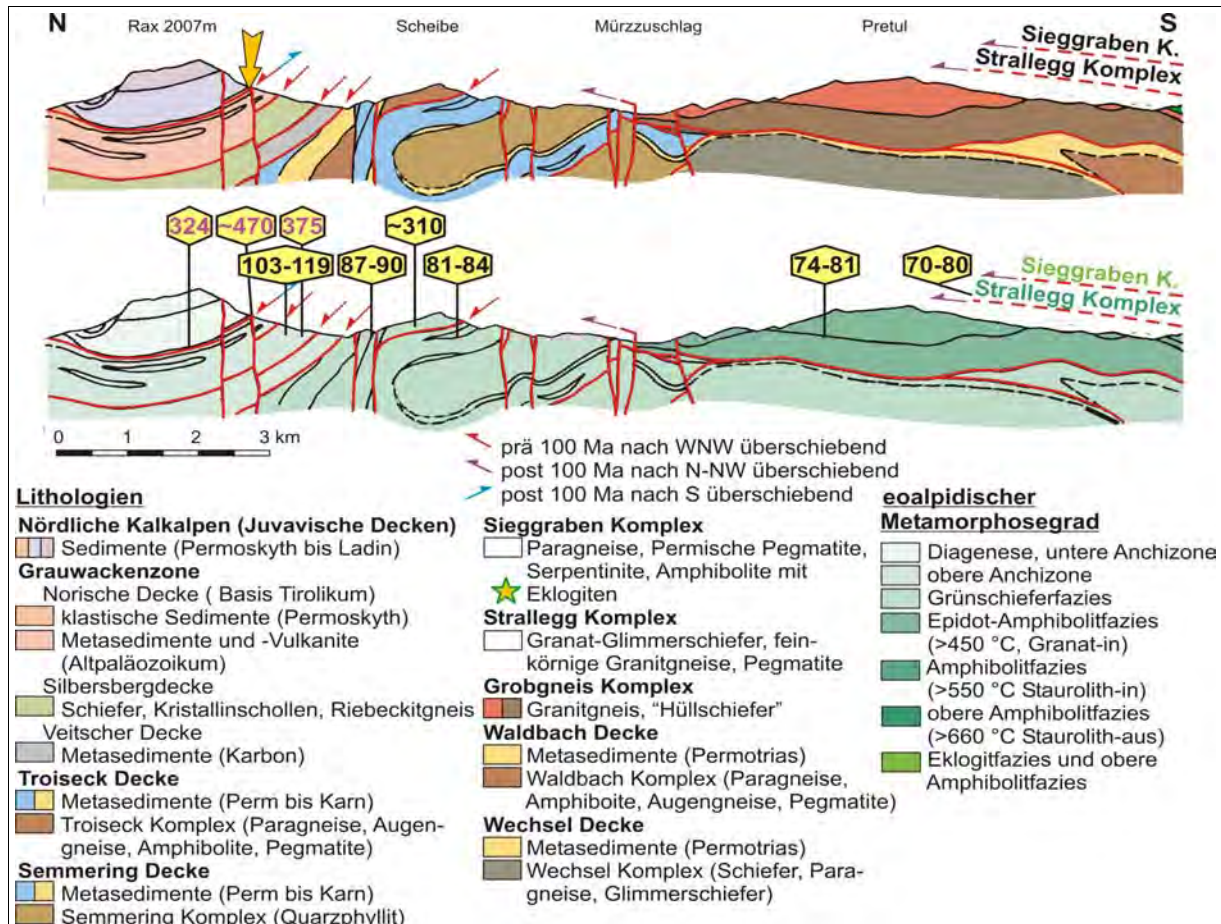 N Rax 2007m Scheibe Mürzzuschlag Pretul S
Sieggraben K.
Strallegg Komplex
324 ~470 375 ~310
103-119 87-90 81-84 74-81 70-80
Sieggraben K.
Strallegg Komplex
0 1 2 3 km
prä 100 Ma nach WNW überschiebend
post 100 Ma nach N-NW überschiebend
post 100 Ma nach S überschiebend
Lithologien
Nördliche Kalkalpen (Juvavische Decken)
Sedimente (Permoskyth bis Ladin)
Grauwackenzone
Norische Decke ( Basis Tirolikum)
klastische Sedimente (Permoskyth)
Metasedimente und -Vulkanite
(Altpaläozoikum)
Silbersbergdecke
Schiefer, Kristallinschollen, Riebeckitgneis
Veitscher Decke
Metasedimente (Karbon)
Troiseck Decke
Metasedimente (Perm bis Karn)
Troiseck Komplex (Paragneise, Augen-
gneise, Amphibolite, Pegmatite)
Semmering Decke
Metasedimente (Perm bis Karn)
Semmering Komplex (Quarzphyllit)
Sieggraben Komplex
Paragneise, Permische Pegmatite,
Serpentinite, Amphibolite mit
Eklogiten
Strallegg Komplex
Granat-Glimmerschiefer, fein-
körnige Granitgneise, Pegmatite
Grobgneis Komplex
Granitgneis, "Hüllschiefer"
Waldbach Decke
Metasedimente (Permotrias)
Waldbach Komplex (Paragneise,
Amphiboite, Augengneise, Pegmatite)
Wechsel Decke
Metasedimente (Permotrias)
Wechsel Komplex (Schiefer, Para-
gneise, Glimmerschiefer)
eoalpidischer
Metamorphosegrad
Diagenese, untere Anchizone
obere Anchizone
Grünschieferfazies
Epidot-Amphibolitfazies
(>450 °C, Granat-in)
Amphibolitfazies
(>550 °C Staurolith-in)
obere Amphibolitfazies
(>660 °C Staurolith-aus)
Eklogitfazies und obere
Amphibolitfazies